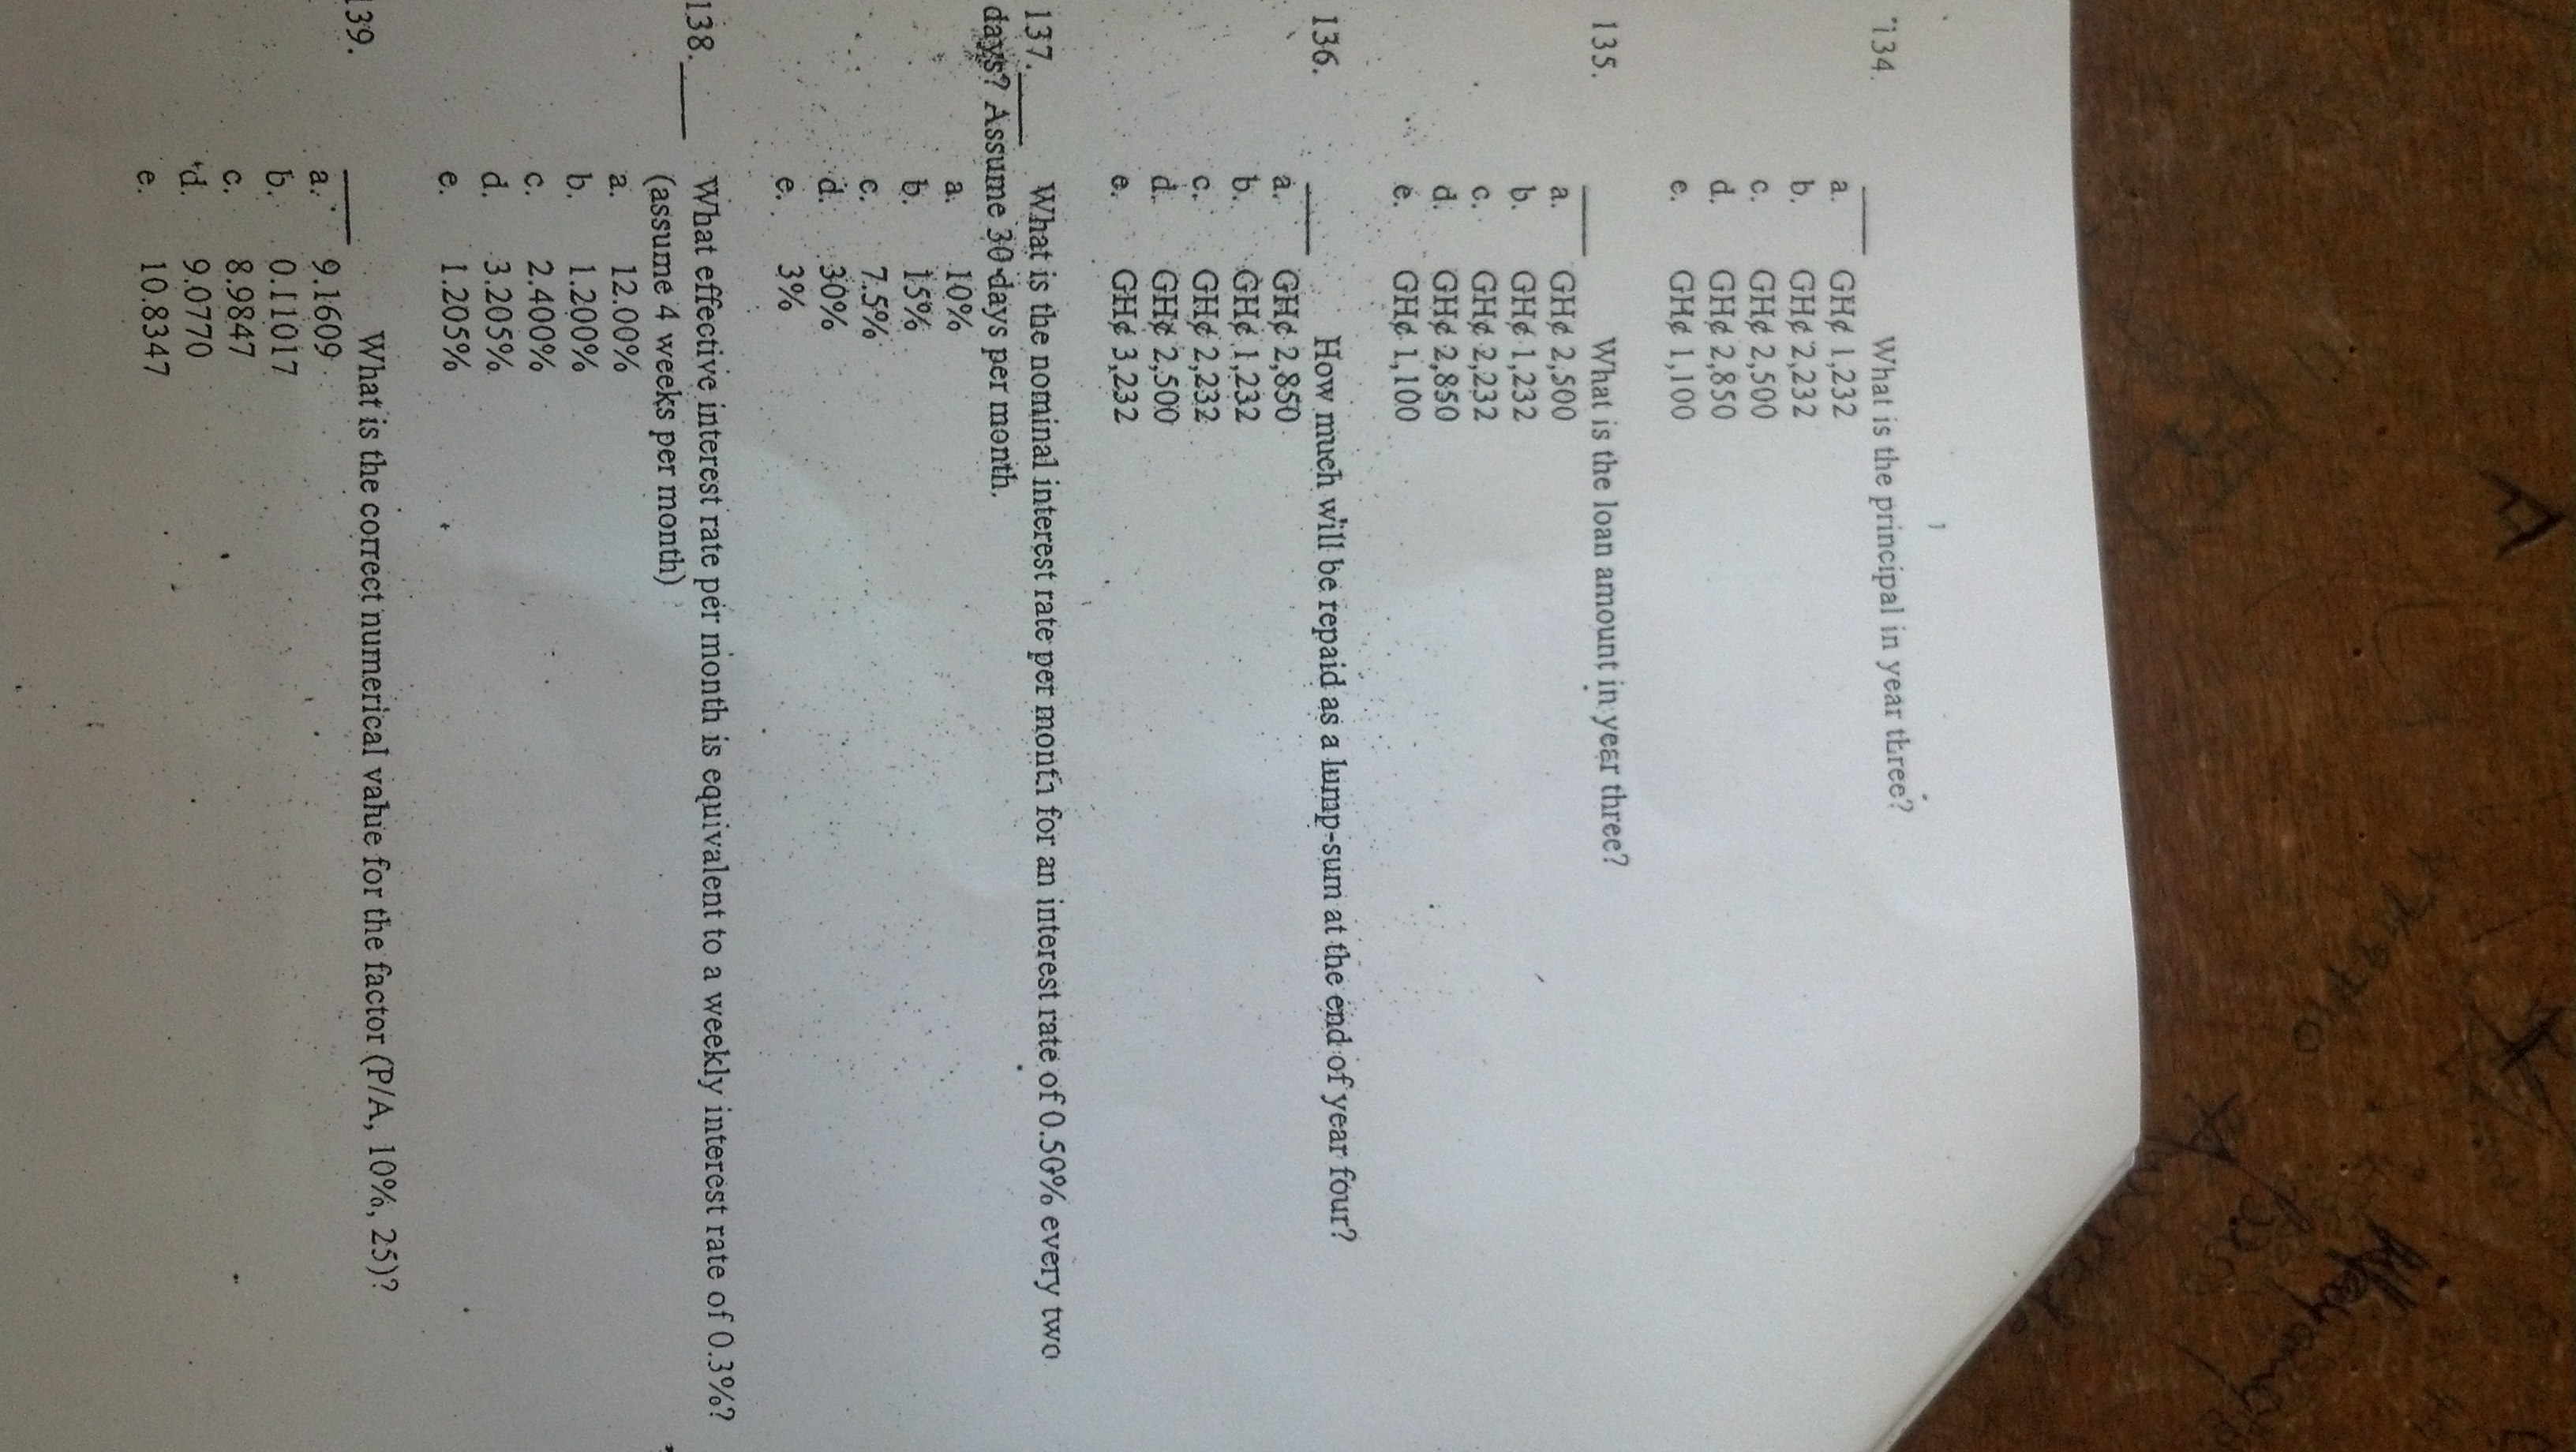 134. ____ What is the principal in year three?
a. GH¢ 1,232
b. GH¢ 2,232
c. GH¢ 2,500
d. GH¢ 2,850
e. GH¢ 1,100
135. ____ What is the loan amount in year three?
a. GH¢ 2,500
b. GH¢ 1,232
c. GH¢ 2,232
d. GH¢ 2,850
e. GH¢ 1,100
136. ____ How much will be repaid as a lump-sum at the end of year four?
a. GH¢ 2,850
b. GH¢ 1,232
c. GH¢ 2,232
d. GH¢ 2,500
e. GH¢ 3,232
137.____ What is the nominal interest rate per month for an interest rate of 0.50% every two
days? Assume 30 days per month.
a. 10%
b. 15%
c. 7.5%
d. 30%
e. 3%
138.____ What effective interest rate per month is equivalent to a weekly interest rate of 0.3%?
(assume 4 weeks per month)
a. 12.00%
b. 1.200%
c. 2.400%
d. 3.205%
e. 1.205%
139. ____ What is the correct numerical value for the factor (P/A, 10%, 25)?
a. 9.1609
b. 0.11017
c. 8.9847
d. 9.0770
e. 10.8347